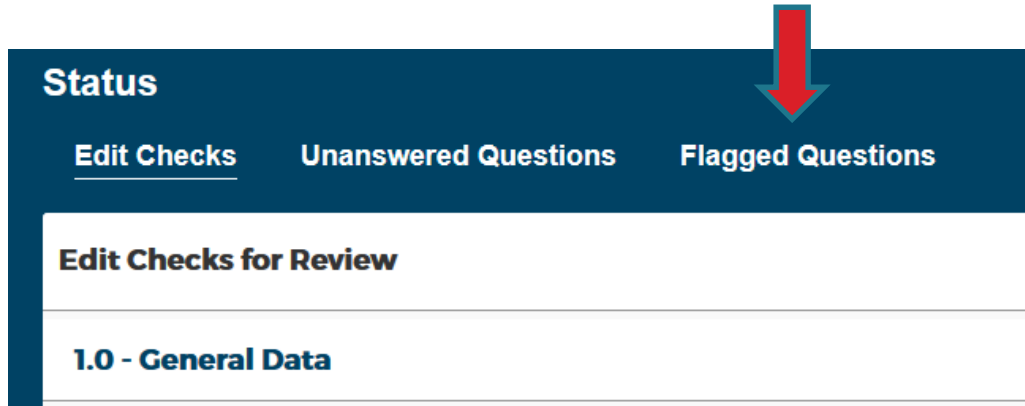 Status
Edit Checks Unanswered Questions Flagged Questions
Edit Checks for Review
1.0 - General Data